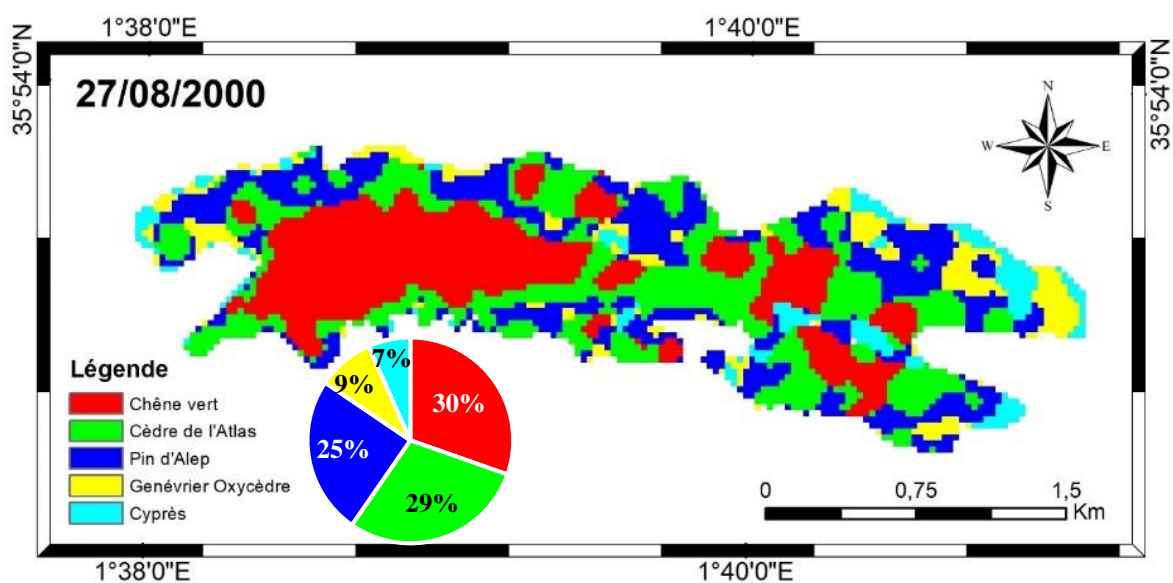 1°38'0"E 1°40'0"E
35°54'0"N
35°54'0"N
27/08/2000
N
W E
S
Légende
Chêne vert
Cèdre de l'Atlas
Pin d'Alep
Genévrier Oxycèdre
Cyprès
7%
9%
30%
25%
29%
0 0,75 1,5
Km
1°38'0"E 1°40'0"E